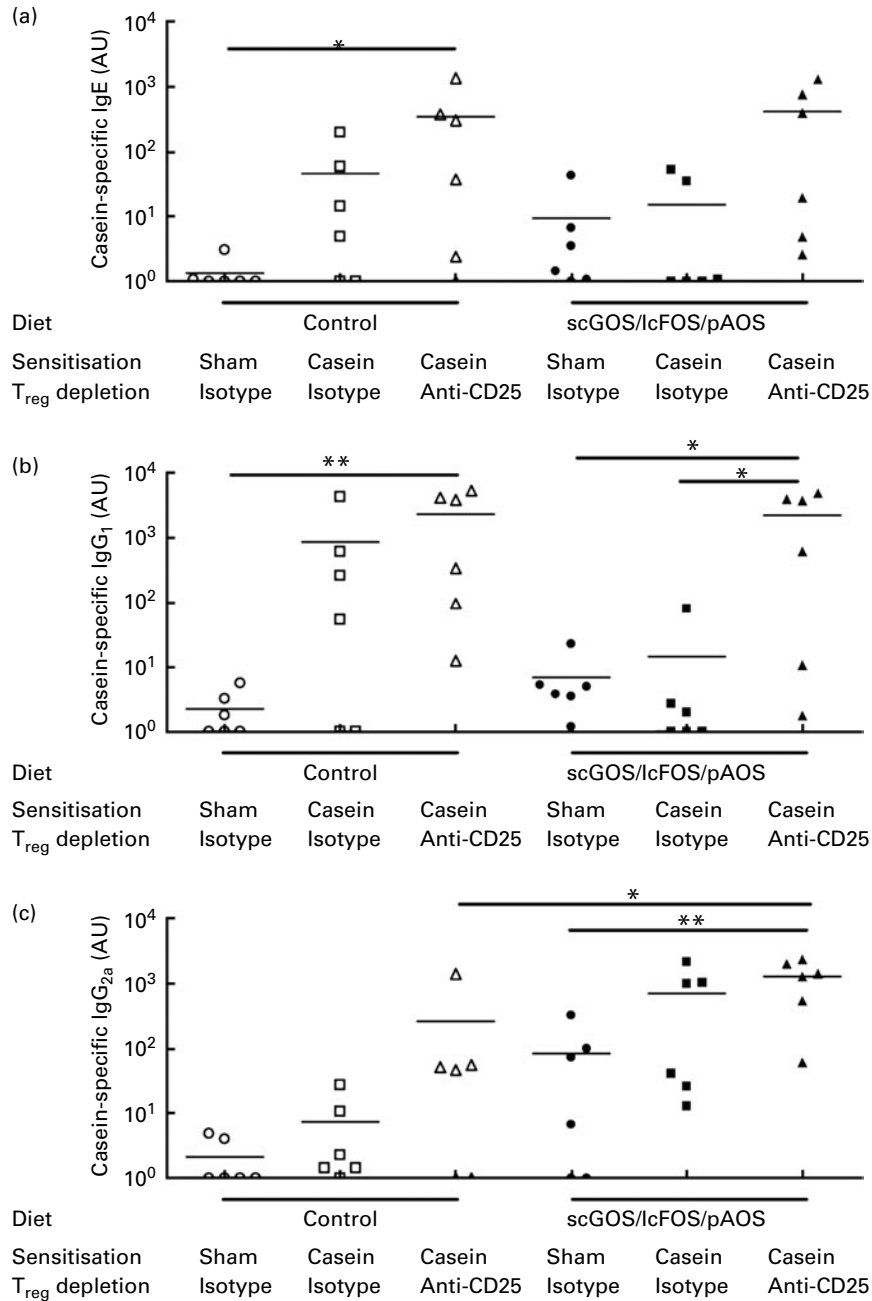 (a)
Casein-specific IgE (AU)
10⁴
10³
10²
10¹
10⁰
*
Diet Control scGOS/lcFOS/pAOS
Sensitisation Sham Casein Casein Sham Casein Casein
T_reg depletion Isotype Isotype Anti-CD25 Isotype Isotype Anti-CD25
(b)
Casein-specific IgG₁ (AU)
10⁴
10³
10²
10¹
10⁰
**
*
*
Diet Control scGOS/lcFOS/pAOS
Sensitisation Sham Casein Casein Sham Casein Casein
T_reg depletion Isotype Isotype Anti-CD25 Isotype Isotype Anti-CD25
(c)
Casein-specific IgG₂ₐ (AU)
10⁴
10³
10²
10¹
10⁰
*
**
Diet Control scGOS/lcFOS/pAOS
Sensitisation Sham Casein Casein Sham Casein Casein
T_reg depletion Isotype Isotype Anti-CD25 Isotype Isotype Anti-CD25